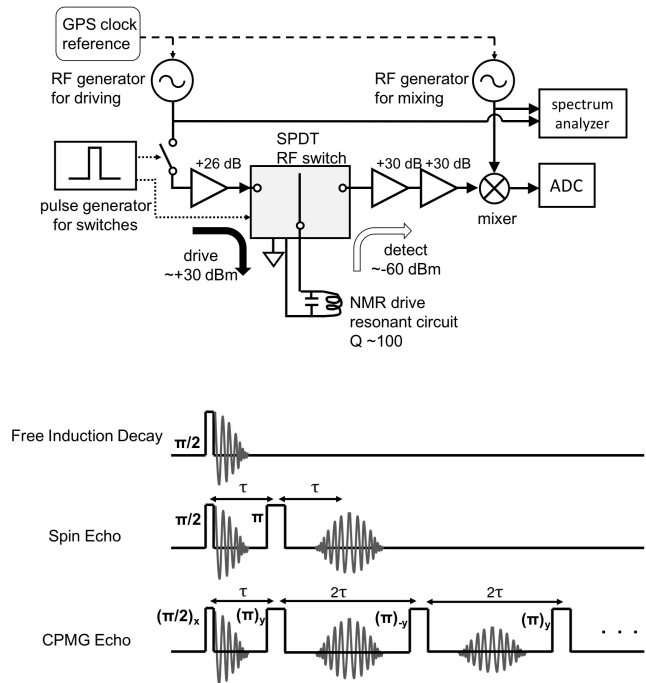 GPS clock
reference
RF generator
for driving
RF generator
for mixing
spectrum
analyzer
SPDT
RF switch
+26 dB
+30 dB +30 dB
ADC
mixer
pulse generator
for switches
drive
~+30 dBm
detect
~-60 dBm
NMR drive
resonant circuit
Q ~100
Free Induction Decay
π/2
τ
τ
Spin Echo
π/2
π
τ
2τ
2τ
(π/2)x
(π)y
(π)-y
(π)y
CPMG Echo
. . .